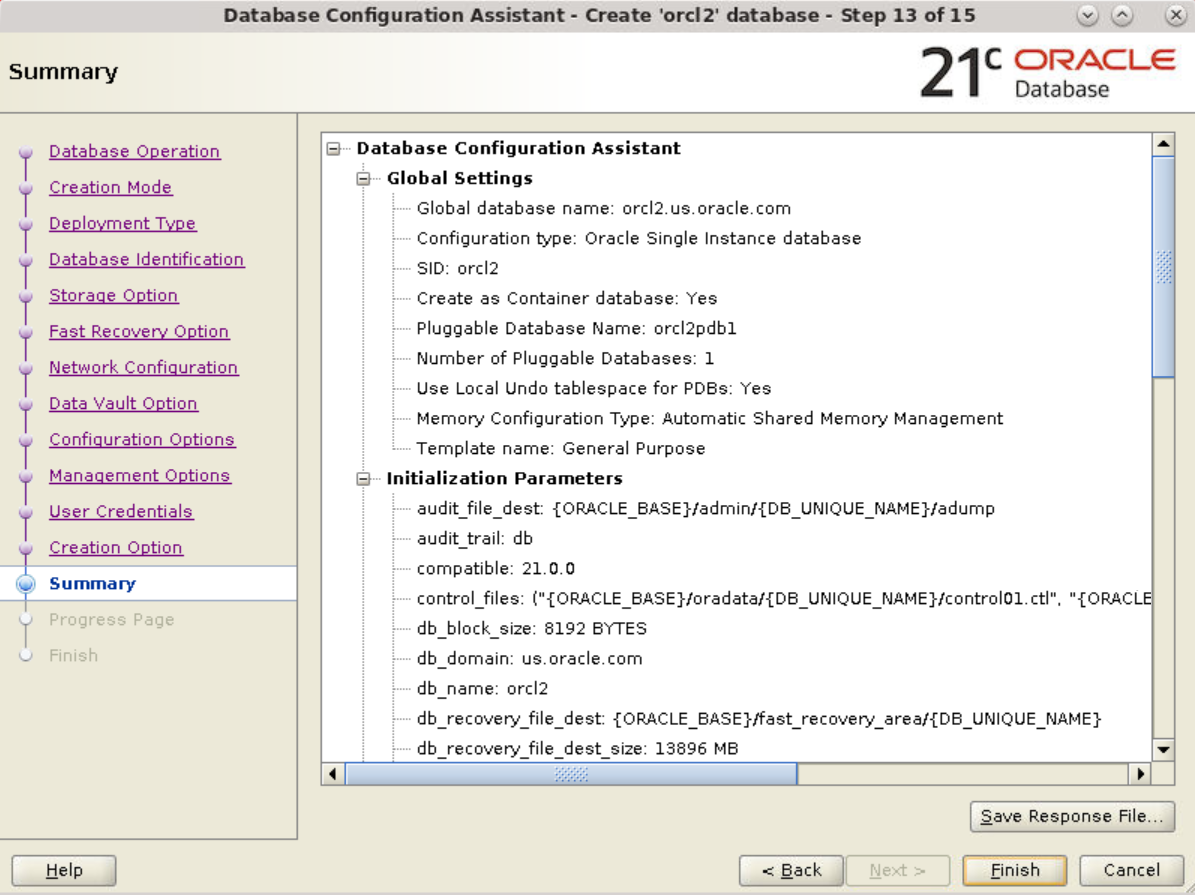 Database Configuration Assistant - Create 'orcl2' database - Step 13 of 15
Summary
21c ORACLE Database
Database Operation
Creation Mode
Deployment Type
Database Identification
Storage Option
Fast Recovery Option
Network Configuration
Data Vault Option
Configuration Options
Management Options
User Credentials
Creation Option
Summary
Progress Page
Finish
Database Configuration Assistant
Global Settings
Global database name: orcl2.us.oracle.com
Configuration type: Oracle Single Instance database
SID: orcl2
Create as Container database: Yes
Pluggable Database Name: orcl2pdb1
Number of Pluggable Databases: 1
Use Local Undo tablespace for PDBs: Yes
Memory Configuration Type: Automatic Shared Memory Management
Template name: General Purpose
Initialization Parameters
audit_file_dest: {ORACLE_BASE}/admin/{DB_UNIQUE_NAME}/adump
audit_trail: db
compatible: 21.0.0
control_files: ("{ORACLE_BASE}/oradata/{DB_UNIQUE_NAME}/control01.ctl", "{ORACLE
db_block_size: 8192 BYTES
db_domain: us.oracle.com
db_name: orcl2
db_recovery_file_dest: {ORACLE_BASE}/fast_recovery_area/{DB_UNIQUE_NAME}
db_recovery_file_dest_size: 13896 MB
Save Response File...
Help
< Back
Next >
Finish
Cancel